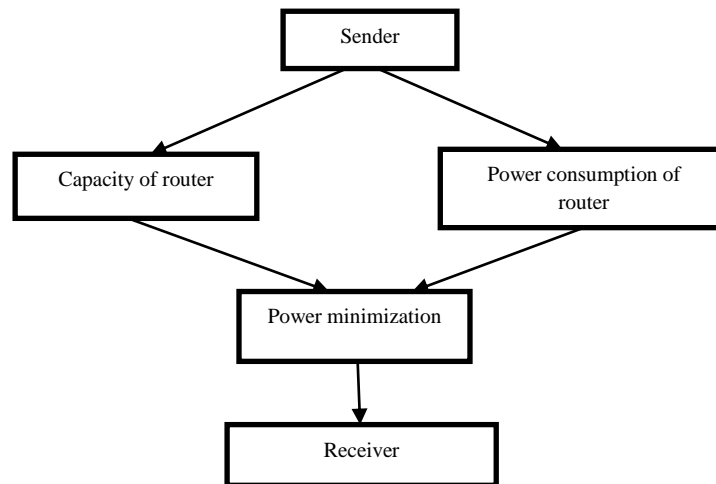 Sender
Capacity of router
Power consumption of
router
Power minimization
Receiver